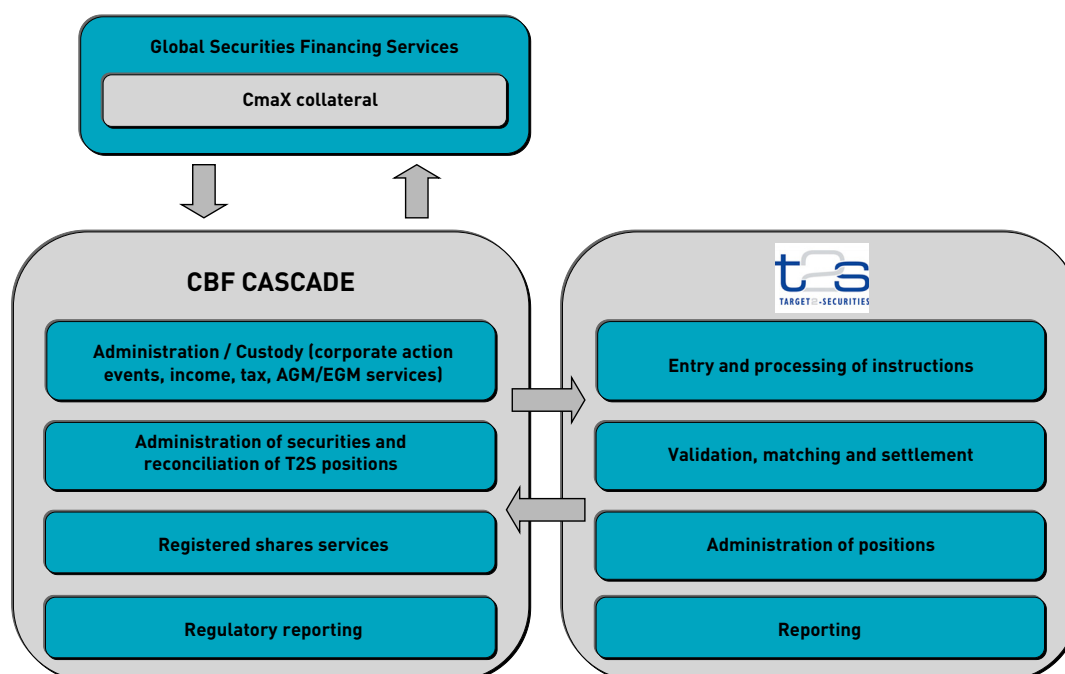 Global Securities Financing Services
CmaX collateral
CBF CASCADE
Administration / Custody (corporate action
events, income, tax, AGM/EGM services)
Administration of securities and
reconciliation of T2S positions
Registered shares services
Regulatory reporting
t2s
TARGET2-SECURITIES
Entry and processing of instructions
Validation, matching and settlement
Administration of positions
Reporting